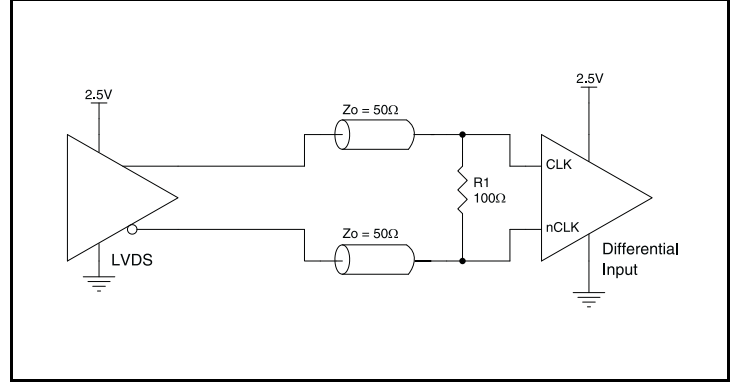 2.5V
2.5V
Zo = 50Ω
CLK
R1
100Ω
nCLK
Zo = 50Ω
LVDS
Differential
Input